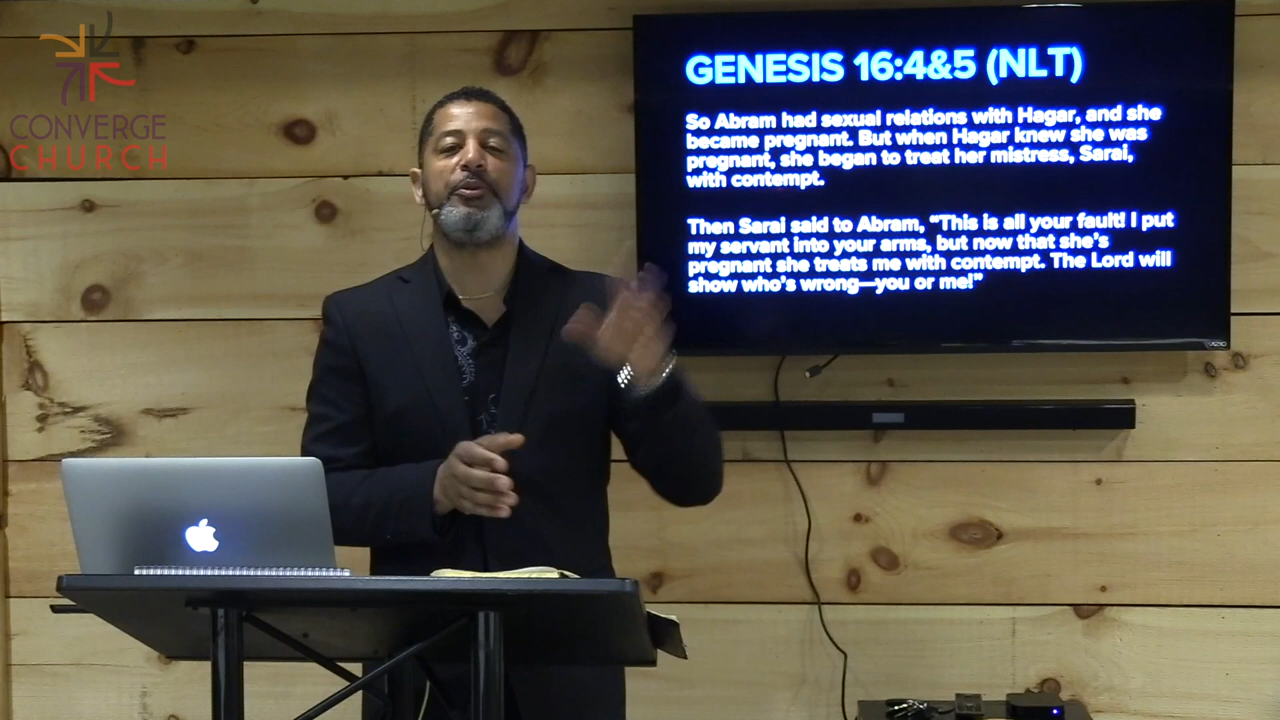 CONVERGE
CHURCH
GENESIS 16:4&5 (NLT)
So Abram had sexual relations with Hagar, and she
became pregnant. But when Hagar knew she was
pregnant, she began to treat her mistress, Sarai,
with contempt.
Then Sarai said to Abram, “This is all your fault! I put
my servant into your arms, but now that she’s
pregnant she treats me with contempt. The Lord will
show who’s wrong—you or me!”
VIZIO